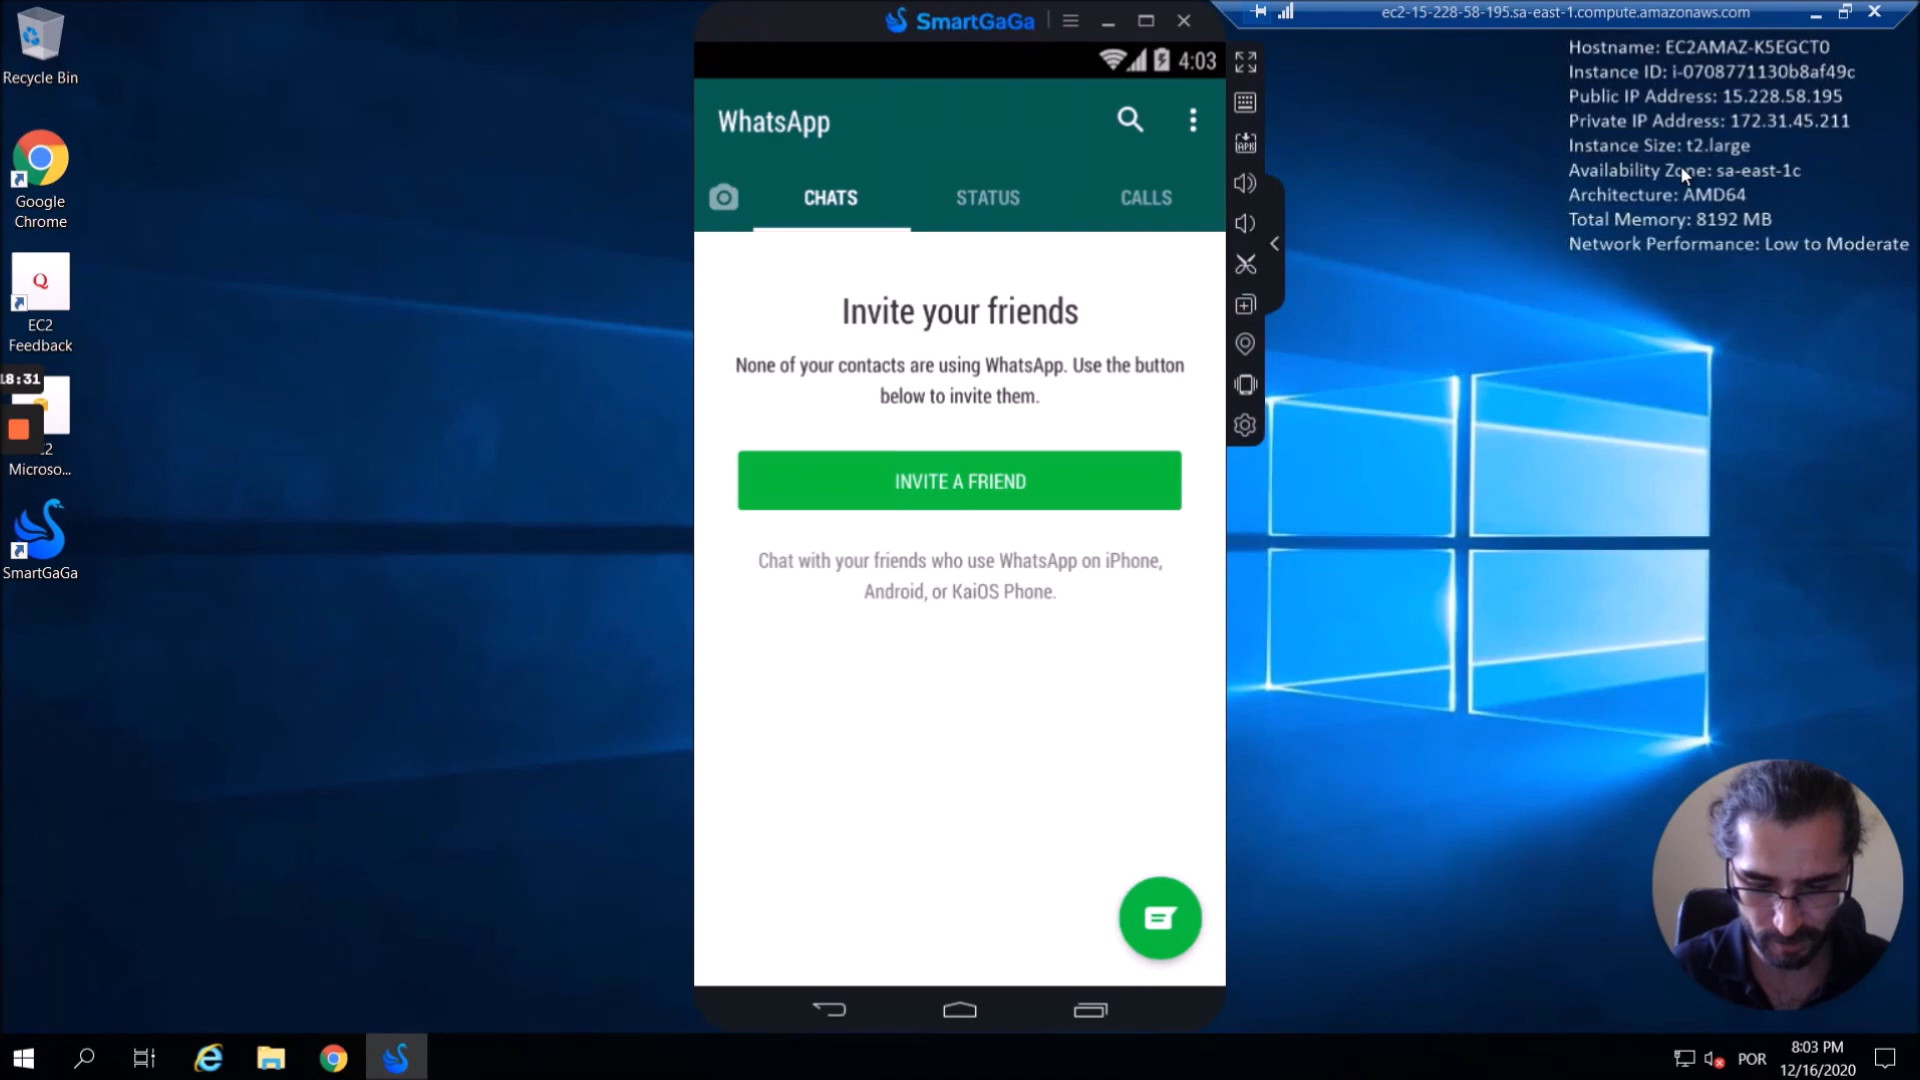 SmartGaGa
ec2-15-228-58-195.sa-east-1.compute.amazonaws.com
Recycle Bin
Google
Chrome
Q
EC2
Feedback
18:31
Microso...
SmartGaGa
4:03
WhatsApp
CHATS
STATUS
CALLS
Invite your friends
None of your contacts are using WhatsApp. Use the button
below to invite them.
INVITE A FRIEND
Chat with your friends who use WhatsApp on iPhone,
Android, or KaiOS Phone.
APK
Hostname: EC2AMAZ-K5EGCT0
Instance ID: i-0708771130b8af49c
Public IP Address: 15.228.58.195
Private IP Address: 172.31.45.211
Instance Size: t2.large
Availability Zone: sa-east-1c
Architecture: AMD64
Total Memory: 8192 MB
Network Performance: Low to Moderate
POR
8:03 PM
12/16/2020